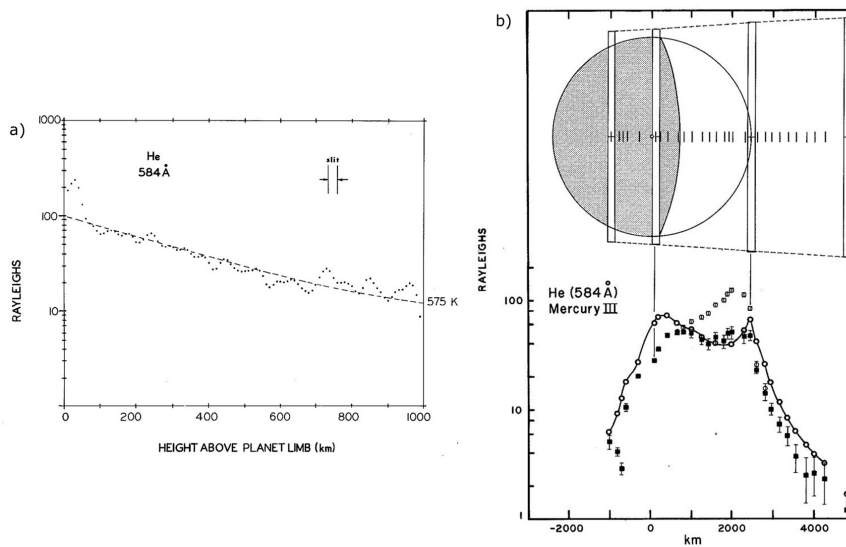 a)
1000
100
10
1
RAYLEIGHS
He
584Å
slit
575 K
0
200
400
600
800
1000
HEIGHT ABOVE PLANET LIMB (km)
b)
RAYLEIGHS
He (584Å)
Mercury III
100
10
1
-2000
0
2000
4000
km